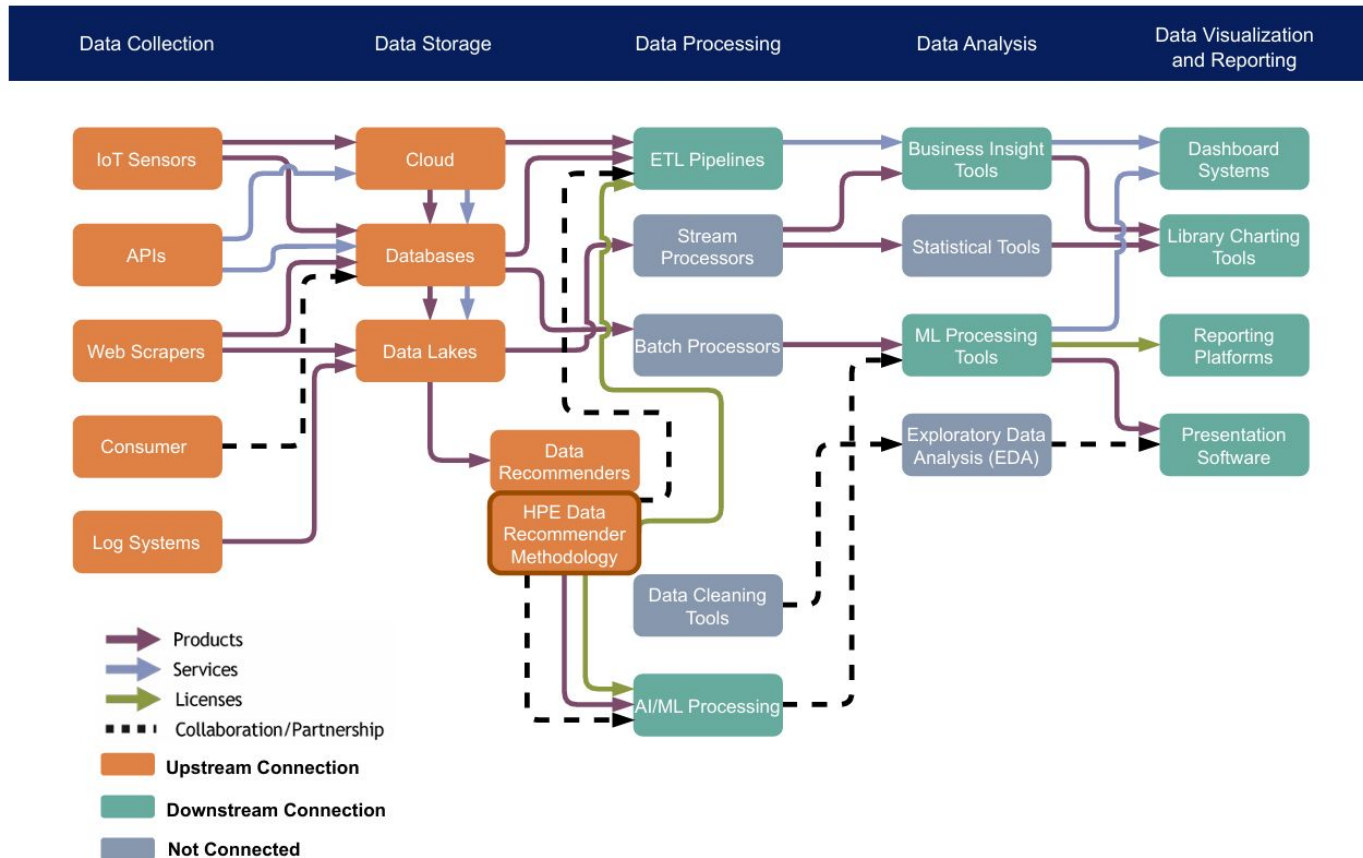 Data Collection
Data Storage
Data Processing
Data Analysis
Data Visualization
and Reporting
IoT Sensors
APIs
Web Scrapers
Consumer
Log Systems
Cloud
Databases
Data Lakes
Data
Recommenders
HPE Data
Recommender
Methodology
ETL Pipelines
Stream
Processors
Batch Processors
Data Cleaning
Tools
AI/ML Processing
Business Insight
Tools
Statistical Tools
ML Processing
Tools
Exploratory Data
Analysis (EDA)
Dashboard
Systems
Library Charting
Tools
Reporting
Platforms
Presentation
Software
Products
Services
Licenses
Collaboration/Partnership
Upstream Connection
Downstream Connection
Not Connected